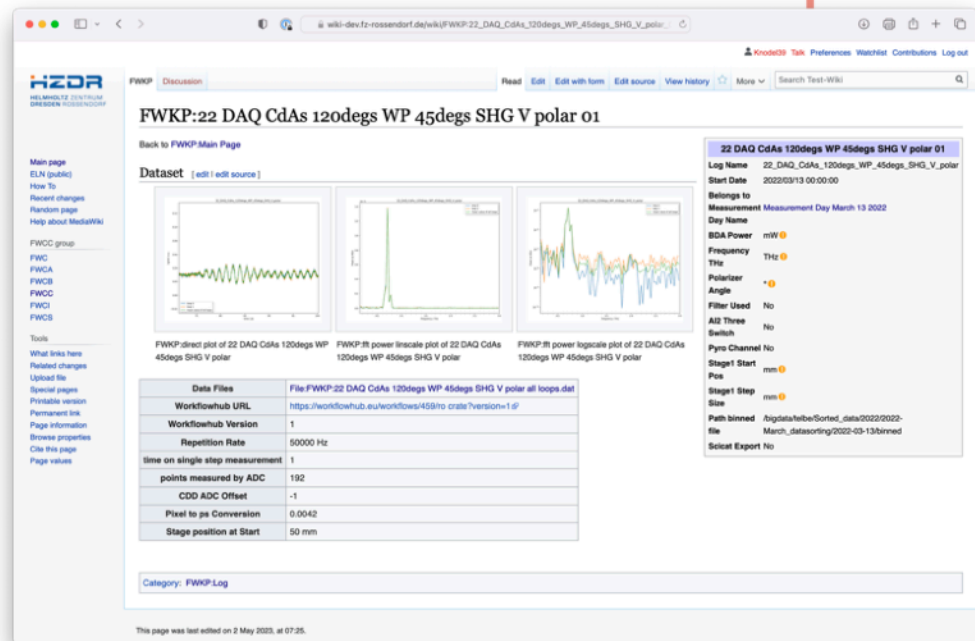 wiki-dev.fz-rossendorf.de/wiki/FWKP:22_DAQ_CdAs_120degs_WP_45degs_SHG_V_polar_
Knodel39 Talk Preferences Watchlist Contributions Log out
HZDR
HELMHOLTZ ZENTRUM
DRESDEN ROSSENDORF
FWKP Discussion Read Edit Edit with form Edit source View history More Search Test-Wiki
FWKP:22 DAQ CdAs 120degs WP 45degs SHG V polar 01
Back to FWKP:Main Page
Dataset [ edit | edit source ]
Main page
ELN (public)
How To
Recent changes
Random page
Help about MediaWiki
FWCC group
FWC
FWCA
FWCB
FWCC
FWCI
FWCS
Tools
What links here
Related changes
Upload file
Special pages
Printable version
Permanent link
Page information
Browse properties
Cite this page
Page values
FWKP:direct plot of 22 DAQ CdAs 120degs WP
45degs SHG V polar
FWKP:fft power linscale plot of 22 DAQ CdAs
120degs WP 45degs SHG V polar
FWKP:fft power logscale plot of 22 DAQ CdAs
120degs WP 45degs SHG V polar
Data Files File:FWKP:22 DAQ CdAs 120degs WP 45degs SHG V polar all loops.dat
Workflowhub URL https://workflowhub.eu/workflows/459/ro crate?version=1
Workflowhub Version 1
Repetition Rate 50000 Hz
time on single step measurement 1
points measured by ADC 192
CDD ADC Offset -1
Pixel to ps Conversion 0.0042
Stage position at Start 50 mm
22 DAQ CdAs 120degs WP 45degs SHG V polar 01
Log Name 22_DAQ_CdAs_120degs_WP_45degs_SHG_V_polar
Start Date 2022/03/13 00:00:00
Belongs to
Measurement Measurement Day March 13 2022
Day Name
BDA Power mW
Frequency
THz THz
Polarizer
Angle °
Filter Used No
All Three
Switch No
Pyro Channel No
Stage1 Start
Pos mm
Stage1 Step
Size mm
Path binned /bigdata/telbe/Sorted_data/2022/2022-
file March_datasorting/2022-03-13/binned
Scicat Export No
Category: FWKP:Log
This page was last edited on 2 May 2023, at 07:25.